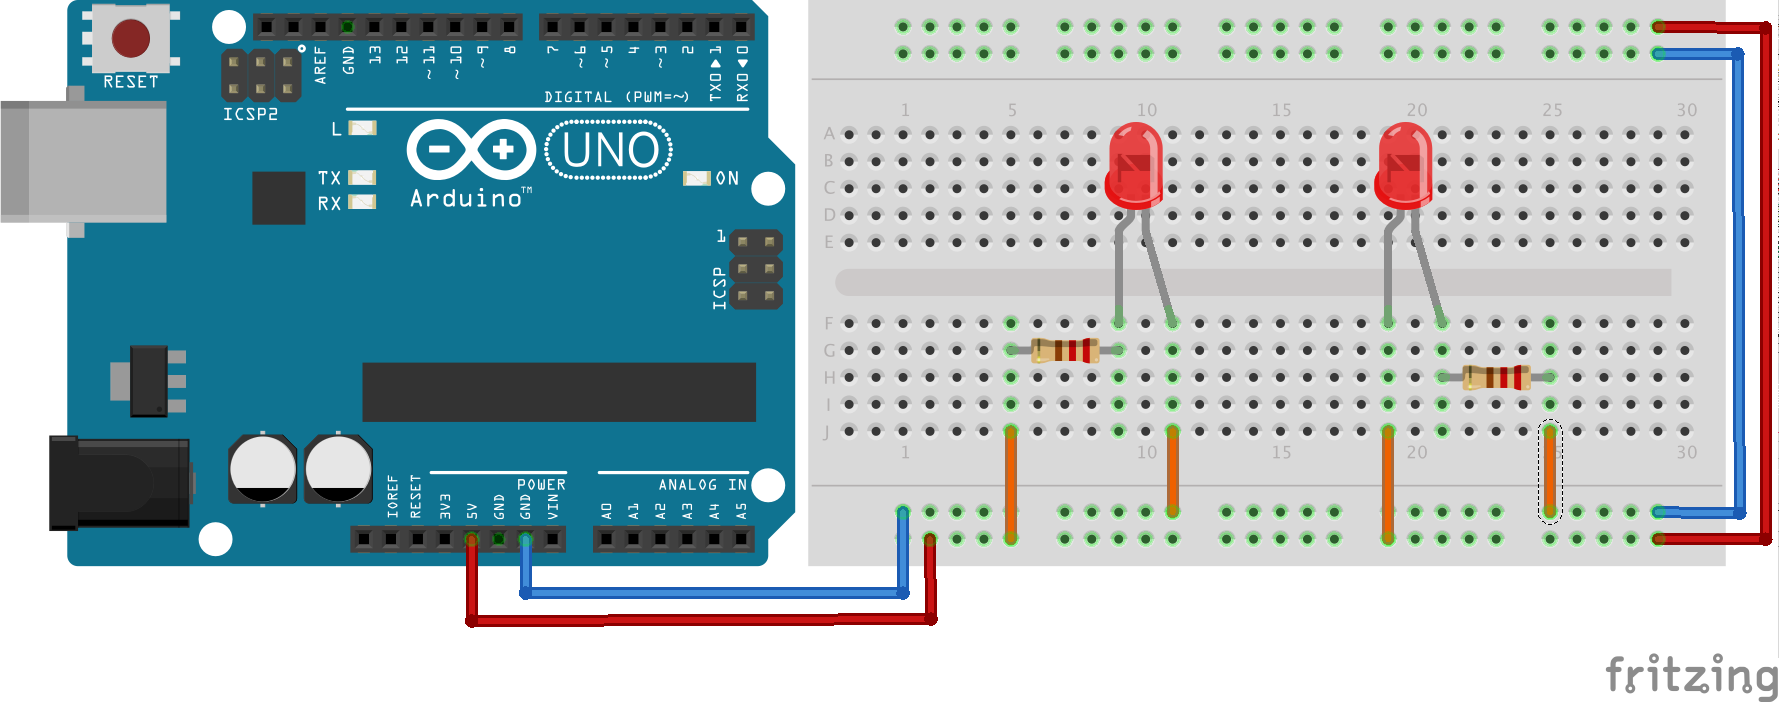 RESET
ICSP2
AREF
GND
13
12
~11
~10
~9
8
7
~6
~5
4
~3
2
TX0▶1
RX0◀0
DIGITAL (PWM=~)
L
TX
RX
Arduino™
UNO
ON
1
ICSP
IOREF
RESET
3V3
5V
GND
GND
VIN
POWER
ANALOG IN
A0
A1
A2
A3
A4
A5
1 5 10 15 20 25 30
A
B
C
D
E
F
G
H
I
J
1 10 15 20 30
fritzing